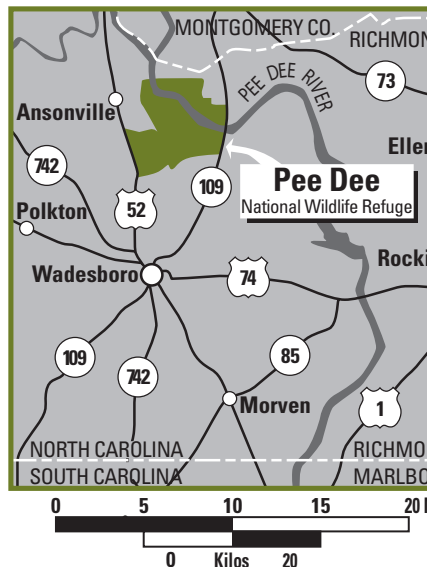 MONTGOMERY CO.
RICHMON
73
PEE DEE RIVER
Ansonville
Eller
742
109
Pee Dee
National Wildlife Refuge
52
Polkton
Rocki
Wadesboro
74
109
742
85
Morven
1
NORTH CAROLINA
RICHMO
SOUTH CAROLINA
MARLBO
0 5 10 15 20
0 Kilos 20